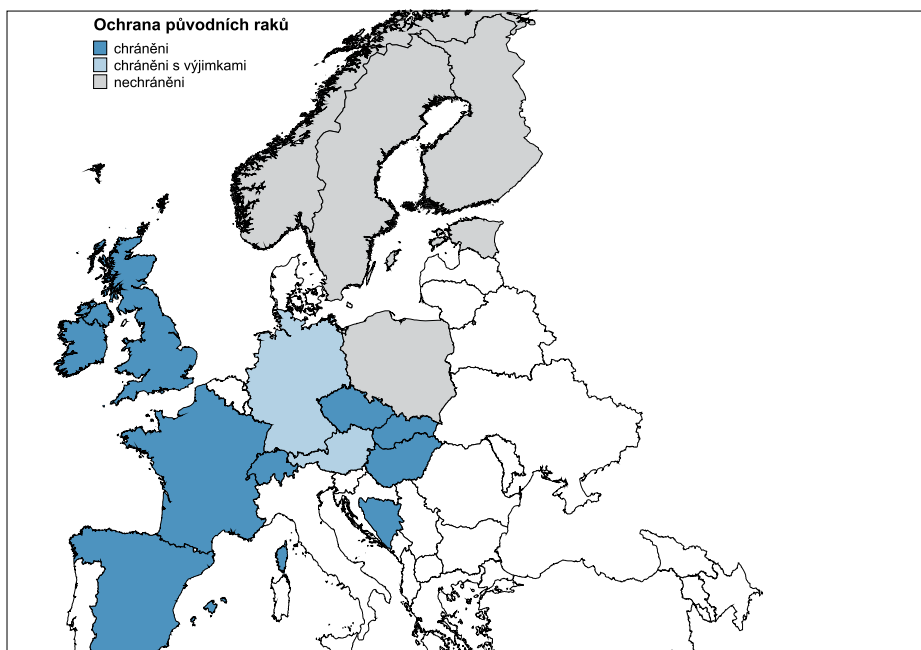 Ochrana původních raků
chráněni
chráněni s výjimkami
nechráněni